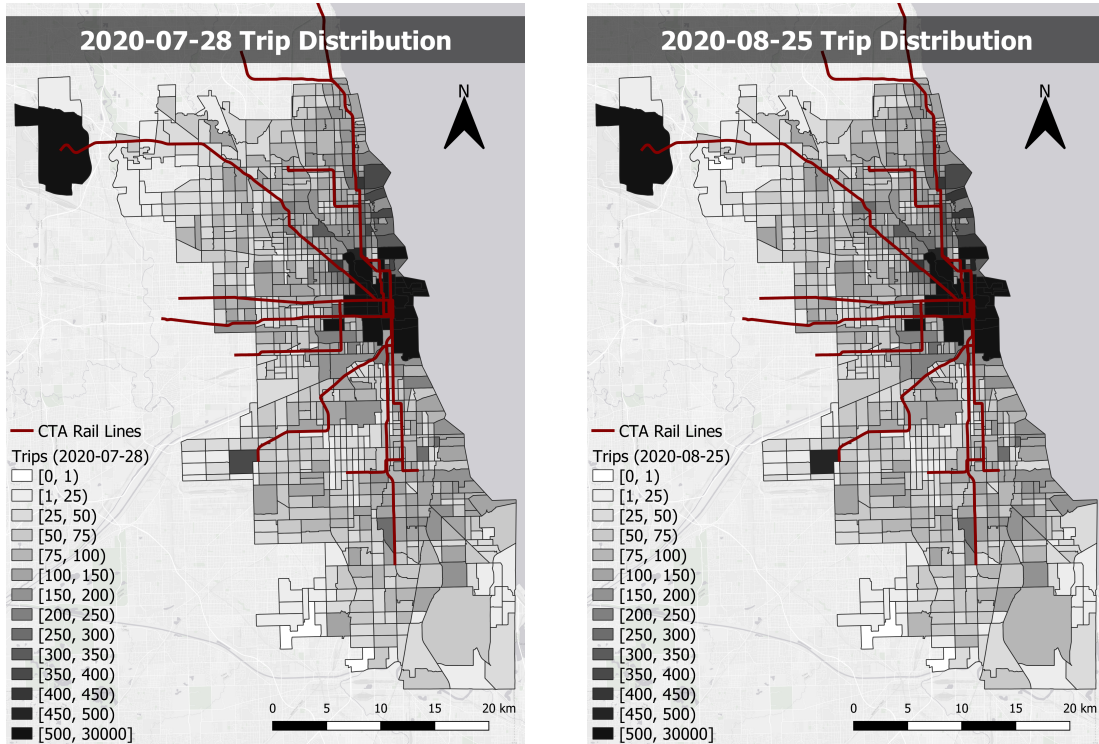 2020-07-28 Trip Distribution
N
CTA Rail Lines
Trips (2020-07-28)
[0, 1)
[1, 25)
[25, 50)
[50, 75)
[75, 100)
[100, 150)
[150, 200)
[200, 250)
[250, 300)
[300, 350)
[350, 400)
[400, 450)
[450, 500)
[500, 30000]
0 5 10 15 20 km
2020-08-25 Trip Distribution
N
CTA Rail Lines
Trips (2020-08-25)
[0, 1)
[1, 25)
[25, 50)
[50, 75)
[75, 100)
[100, 150)
[150, 200)
[200, 250)
[250, 300)
[300, 350)
[350, 400)
[400, 450)
[450, 500)
[500, 30000]
0 5 10 15 20 km